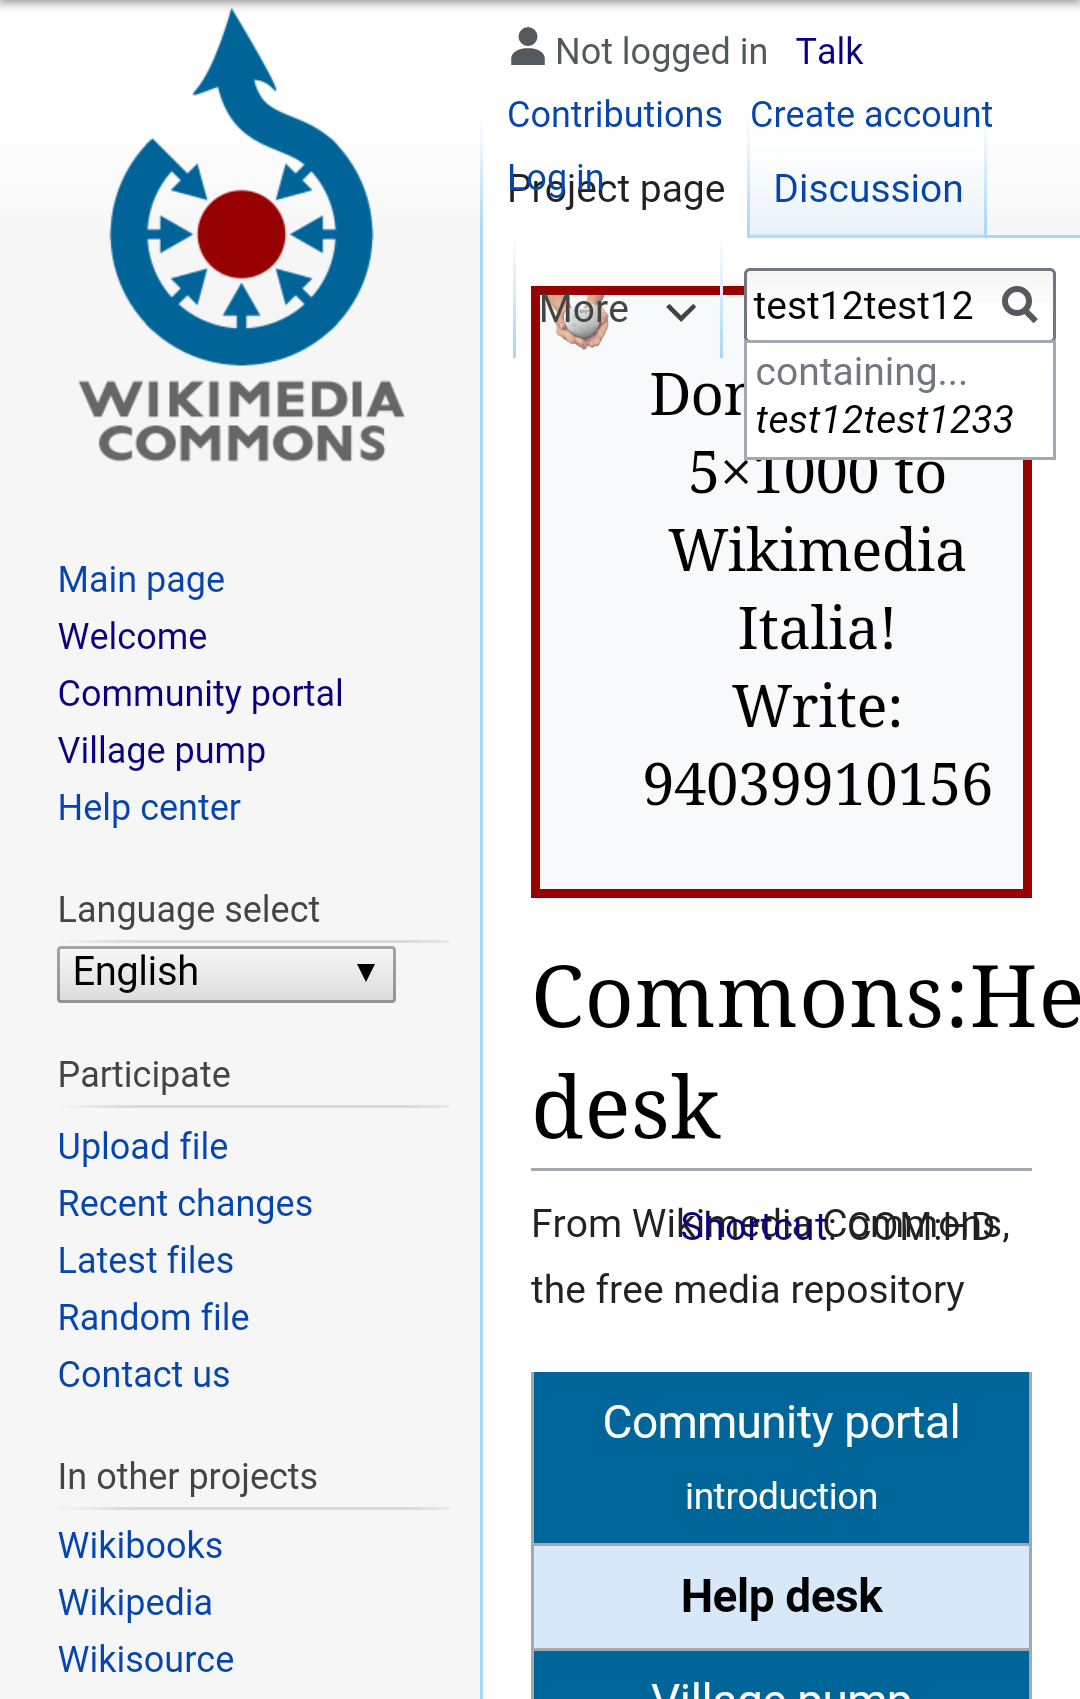 WIKIMEDIA
COMMONS
Main page
Welcome
Community portal
Village pump
Help center
Language select
English
Participate
Upload file
Recent changes
Latest files
Random file
Contact us
In other projects
Wikibooks
Wikipedia
Wikisource
Not logged in Talk
Contributions Create account
Log in
Project page Discussion
More
test12test12
containing...
test12test1233
5×1000 to
Wikimedia
Italia!
Write:
94039910156
Commons:He
desk
From Wikimedia Commons,
Shortcut: COM:HD
the free media repository
Community portal
introduction
Help desk
Village pump